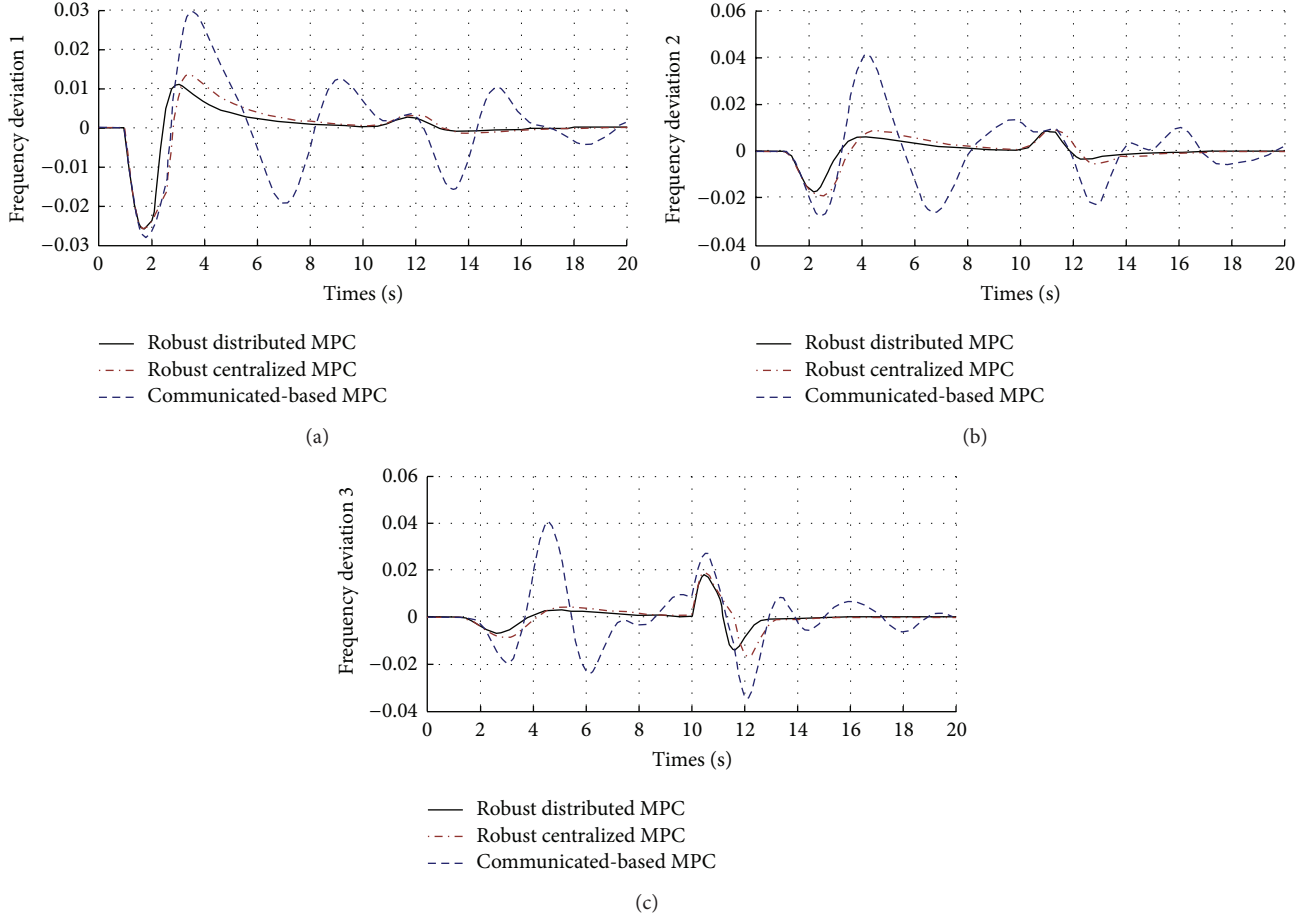 0.03
0.03
0.01
0
−0.01
−0.02
−0.03
Frequency deviation 1
0 2 4 6 8 10 12 14 16 18 20
Times (s)
Robust distributed MPC
Robust centralized MPC
Communicated-based MPC
(a)
0.06
0.04
0.02
0
−0.02
−0.04
Frequency deviation 2
0 2 4 6 8 10 12 14 16 18 20
Times (s)
Robust distributed MPC
Robust centralized MPC
Communicated-based MPC
(b)
0.06
0.04
0.02
0
−0.02
−0.04
Frequency deviation 3
0 2 4 6 8 10 12 14 16 18 20
Times (s)
Robust distributed MPC
Robust centralized MPC
Communicated-based MPC
(c)